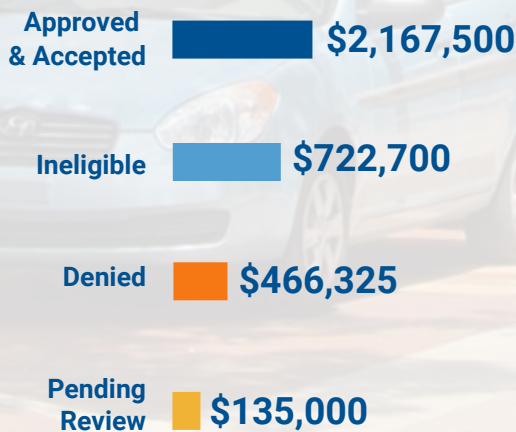 Approved
& Accepted
$2,167,500
Ineligible
$722,700
Denied
$466,325
Pending
Review
$135,000